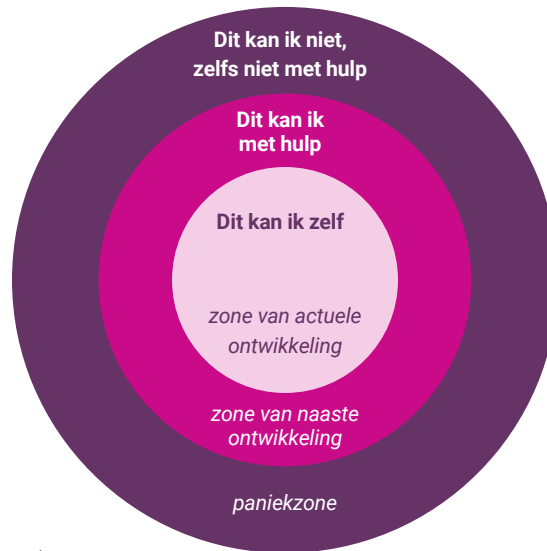 Dit kan ik niet,
zelfs niet met hulp
Dit kan ik
met hulp
Dit kan ik zelf
zone van actuele
ontwikkeling
zone van naaste
ontwikkeling
paniekzone